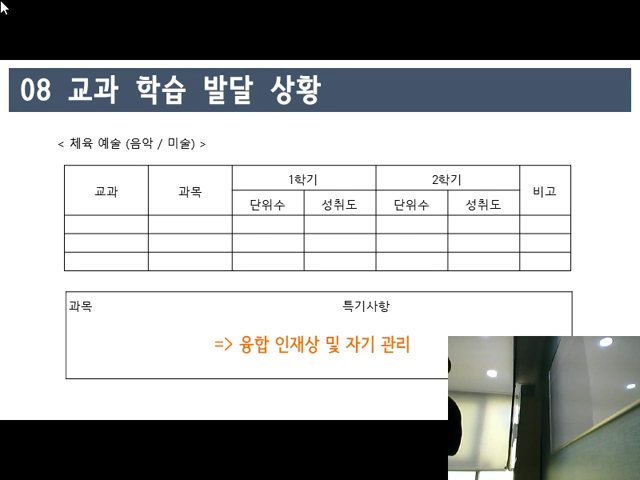 08 교과 학습 발달 상황
< 체육 예술 (음악 / 미술) >
교과 과목 1학기 2학기 비고
단위수 성취도 단위수 성취도
과목 특기사항
=> 융합 인재상 및 자기 관리